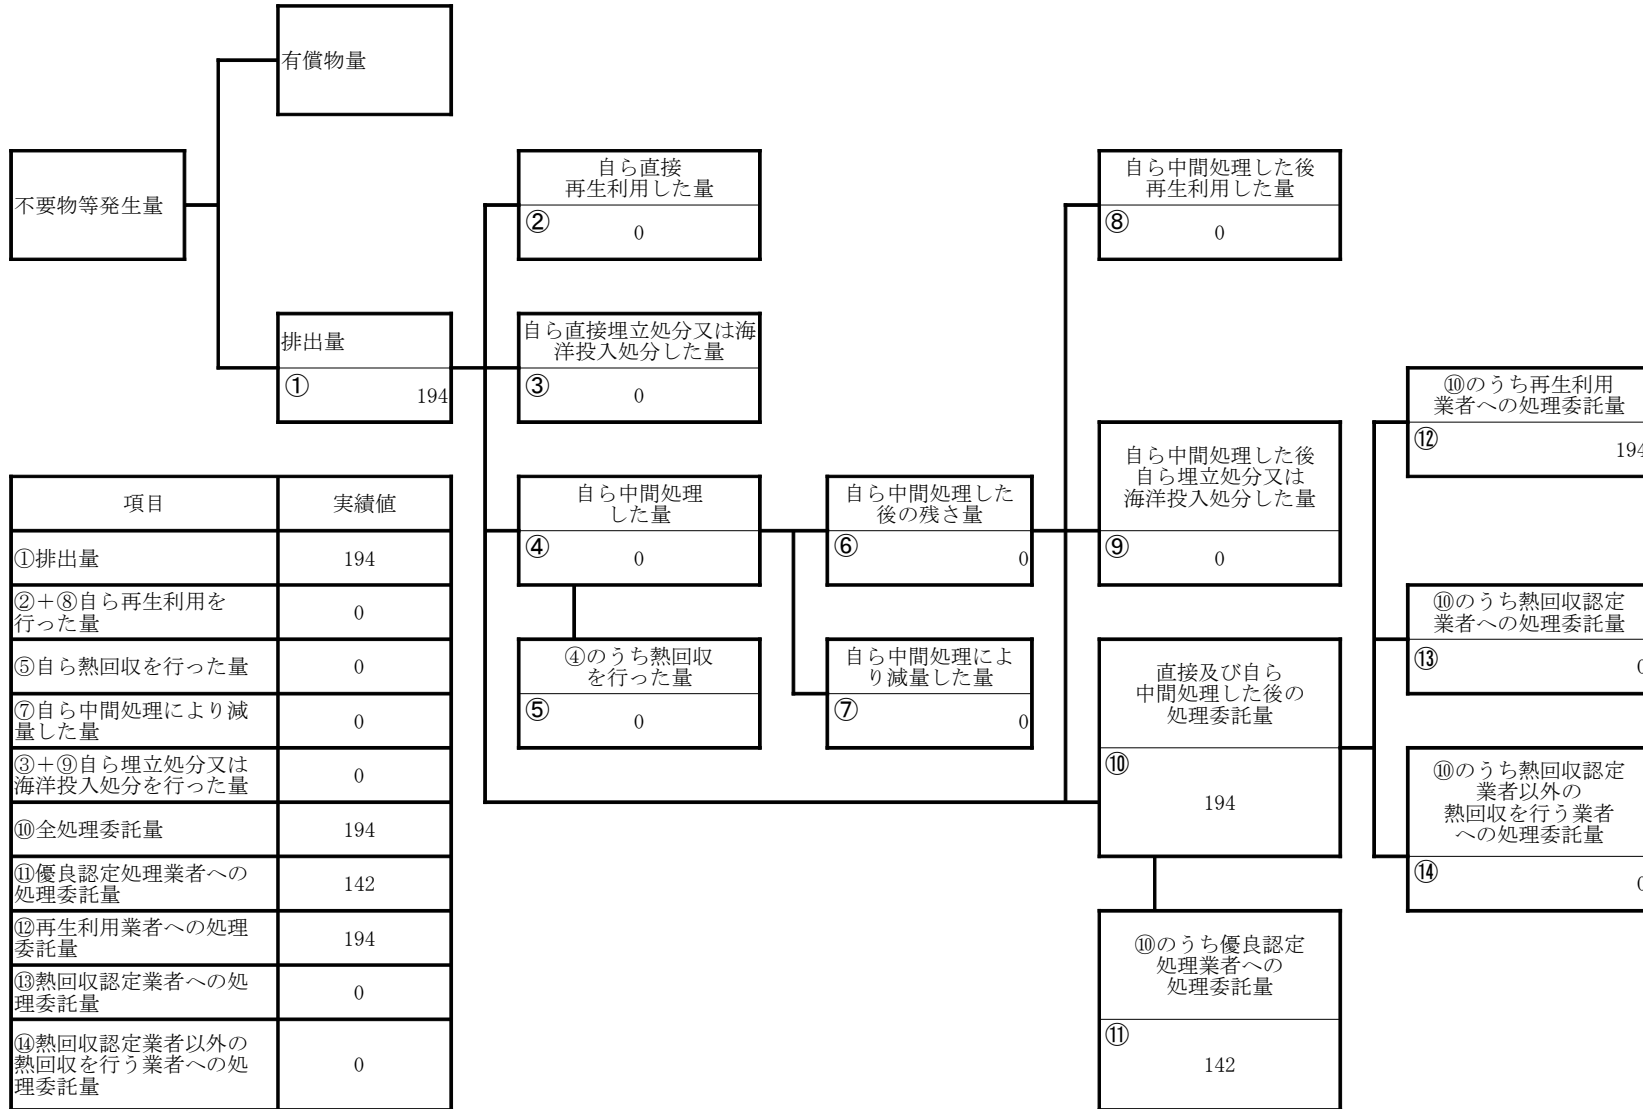 有償物量
不要物等発生量
自ら直接
再生利用した量
②
0
自ら中間処理した後
再生利用した量
⑧
0
排出量
①
194
自ら直接埋立処分又は海
洋投入処分した量
③
0
⑩のうち再生利用
業者への処理委託量
⑫
194
自ら中間処理
した量
④
0
自ら中間処理した
後の残さ量
⑥
0
自ら中間処理した後
自ら埋立処分又は
海洋投入処分した量
⑨
0
④のうち熱回収
を行った量
⑤
0
自ら中間処理によ
り減量した量
⑦
0
直接及び自ら
中間処理した後の
処理委託量
⑩
194
⑩のうち熱回収認定
業者への処理委託量
⑬
0
⑩のうち熱回収認定
業者以外の
熱回収を行う業者
への処理委託量
⑭
0
⑩のうち優良認定
処理業者への
処理委託量
⑪
142
項目 実績値
①排出量 194
②＋⑧自ら再生利用を
行った量 0
⑤自ら熱回収を行った量 0
⑦自ら中間処理により減
量した量 0
③＋⑨自ら埋立処分又は
海洋投入処分を行った量 0
⑩全処理委託量 194
⑪優良認定処理業者への
処理委託量 142
⑫再生利用業者への処理
委託量 194
⑬熱回収認定業者への処
理委託量 0
⑭熱回収認定業者以外の
熱回収を行う業者への処
理委託量 0